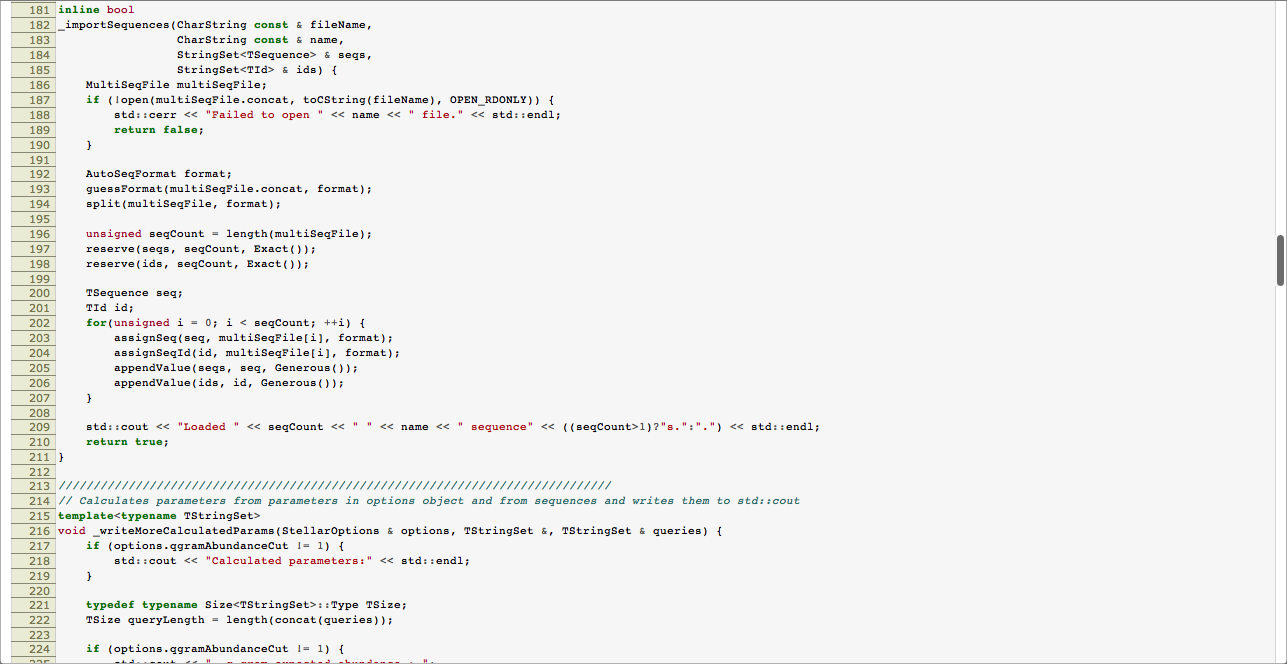 181 inline bool
182 _importSequences(CharString const & fileName,
183                  CharString const & name,
184                  StringSet<TSequence> & seqs,
185                  StringSet<TId> & ids) {
186     MultiSeqFile multiSeqFile;
187     if (!open(multiSeqFile.concat, toCString(fileName), OPEN_RDONLY)) {
188         std::cerr << "Failed to open " << name << " file." << std::endl;
189         return false;
190     }
191
192     AutoSeqFormat format;
193     guessFormat(multiSeqFile.concat, format);
194     split(multiSeqFile, format);
195
196     unsigned seqCount = length(multiSeqFile);
197     reserve(seqs, seqCount, Exact());
198     reserve(ids, seqCount, Exact());
199
200     TSequence seq;
201     TId id;
202     for(unsigned i = 0; i < seqCount; ++i) {
203         assignSeq(seq, multiSeqFile[i], format);
204         assignSeqId(id, multiSeqFile[i], format);
205         appendValue(seqs, seq, Generous());
206         appendValue(ids, id, Generous());
207     }
208
209     std::cout << "Loaded " << seqCount << " " << name << " sequence" << ((seqCount>1)?"s.":".") << std::endl;
210     return true;
211 }
212
213 ///////////////////////////////////////////////////////////////////////////////
214 // Calculates parameters from parameters in options object and from sequences and writes them to std::cout
215 template<typename TStringSet>
216 void _writeMoreCalculatedParams(StellarOptions & options, TStringSet &, TStringSet & queries) {
217     if (options.qgramAbundanceCut != 1) {
218         std::cout << "Calculated parameters:" << std::endl;
219     }
220
221     typedef typename Size<TStringSet>::Type TSize;
222     TSize queryLength = length(concat(queries));
223
224     if (options.qgramAbundanceCut != 1) {
225         std::cout << "  q-gram expected abundance : ";